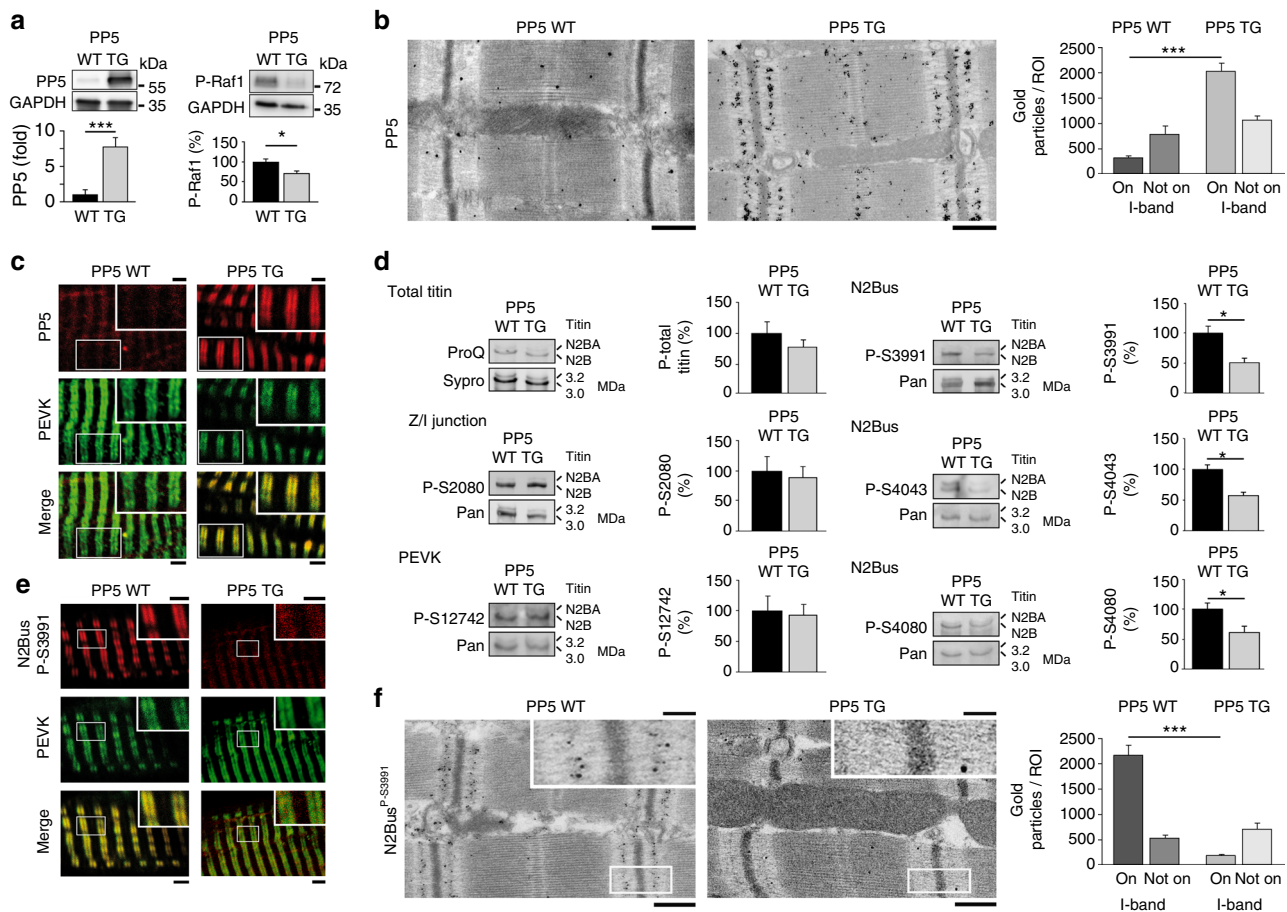 a
PP5
WT TG kDa
PP5
55
GAPDH
35
PP5 (fold)
10
5
0
***
WT TG
PP5
WT TG kDa
P-Raf1
72
GAPDH
35
P-Raf1 (%)
150
100
50
0
*
WT TG
b
PP5 WT
PP5 TG
PP5
PP5 WT PP5 TG
Gold
particles / ROI
2500
2000
1500
1000
500
0
***
On Not on On Not on
I-band
c
PP5 WT
PP5 TG
PP5
PEVK
Merge
d
Total titin
PP5
WT TG Titin
ProQ
N2BA
N2B
Sypro
3.2
3.0
MDa
P-total
titin (%)
PP5
WT TG
150
100
50
0
N2Bus
PP5
WT TG Titin
P-S3991
N2BA
N2B
Pan
3.2
3.0
MDa
P-S3991
(%)
PP5
WT TG
150
100
50
0
*
Z/I junction
PP5
WT TG Titin
P-S2080
N2BA
N2B
Pan
3.2
3.0
MDa
P-S2080
(%)
PP5
WT TG
150
100
50
0
N2Bus
PP5
WT TG Titin
P-S4043
N2BA
N2B
Pan
3.2
3.0
MDa
P-S4043
(%)
PP5
WT TG
150
100
50
0
*
PEVK
PP5
WT TG Titin
P-S12742
N2BA
N2B
Pan
3.2
3.0
MDa
P-S12742
(%)
PP5
WT TG
150
100
50
0
N2Bus
PP5
WT TG Titin
P-S4080
N2BA
N2B
Pan
3.2
3.0
MDa
P-S4080
(%)
PP5
WT TG
150
100
50
0
*
e
PP5 WT
PP5 TG
N2Bus
P-S3991
PEVK
Merge
f
PP5 WT
PP5 TG
N2Bus P-S3991
PP5 WT PP5 TG
Gold
particles / ROI
2500
2000
1500
1000
500
0
***
On Not on On Not on
I-band I-band